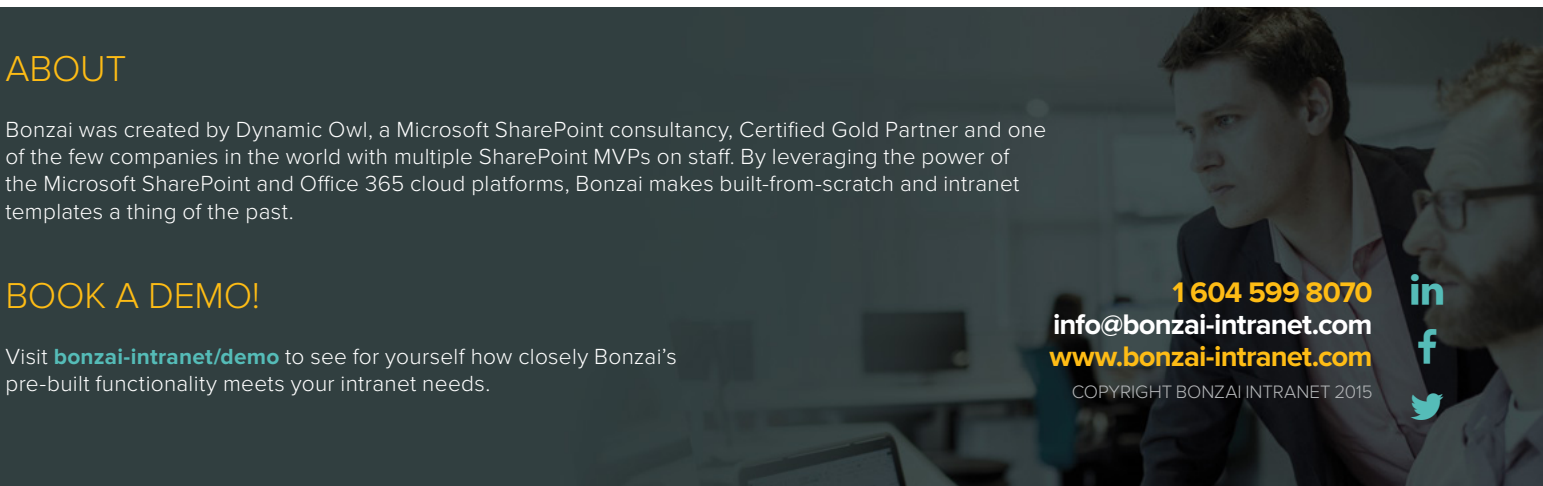 ABOUT
Bonzai was created by Dynamic Owl, a Microsoft SharePoint consultancy, Certified Gold Partner and one
of the few companies in the world with multiple SharePoint MVPs on staff. By leveraging the power of
the Microsoft SharePoint and Office 365 cloud platforms, Bonzai makes built-from-scratch and intranet
templates a thing of the past.
BOOK A DEMO!
Visit bonzai-intranet/demo to see for yourself how closely Bonzai’s
pre-built functionality meets your intranet needs.
1 604 599 8070
info@bonzai-intranet.com
www.bonzai-intranet.com
COPYRIGHT BONZAI INTRANET 2015
in
f